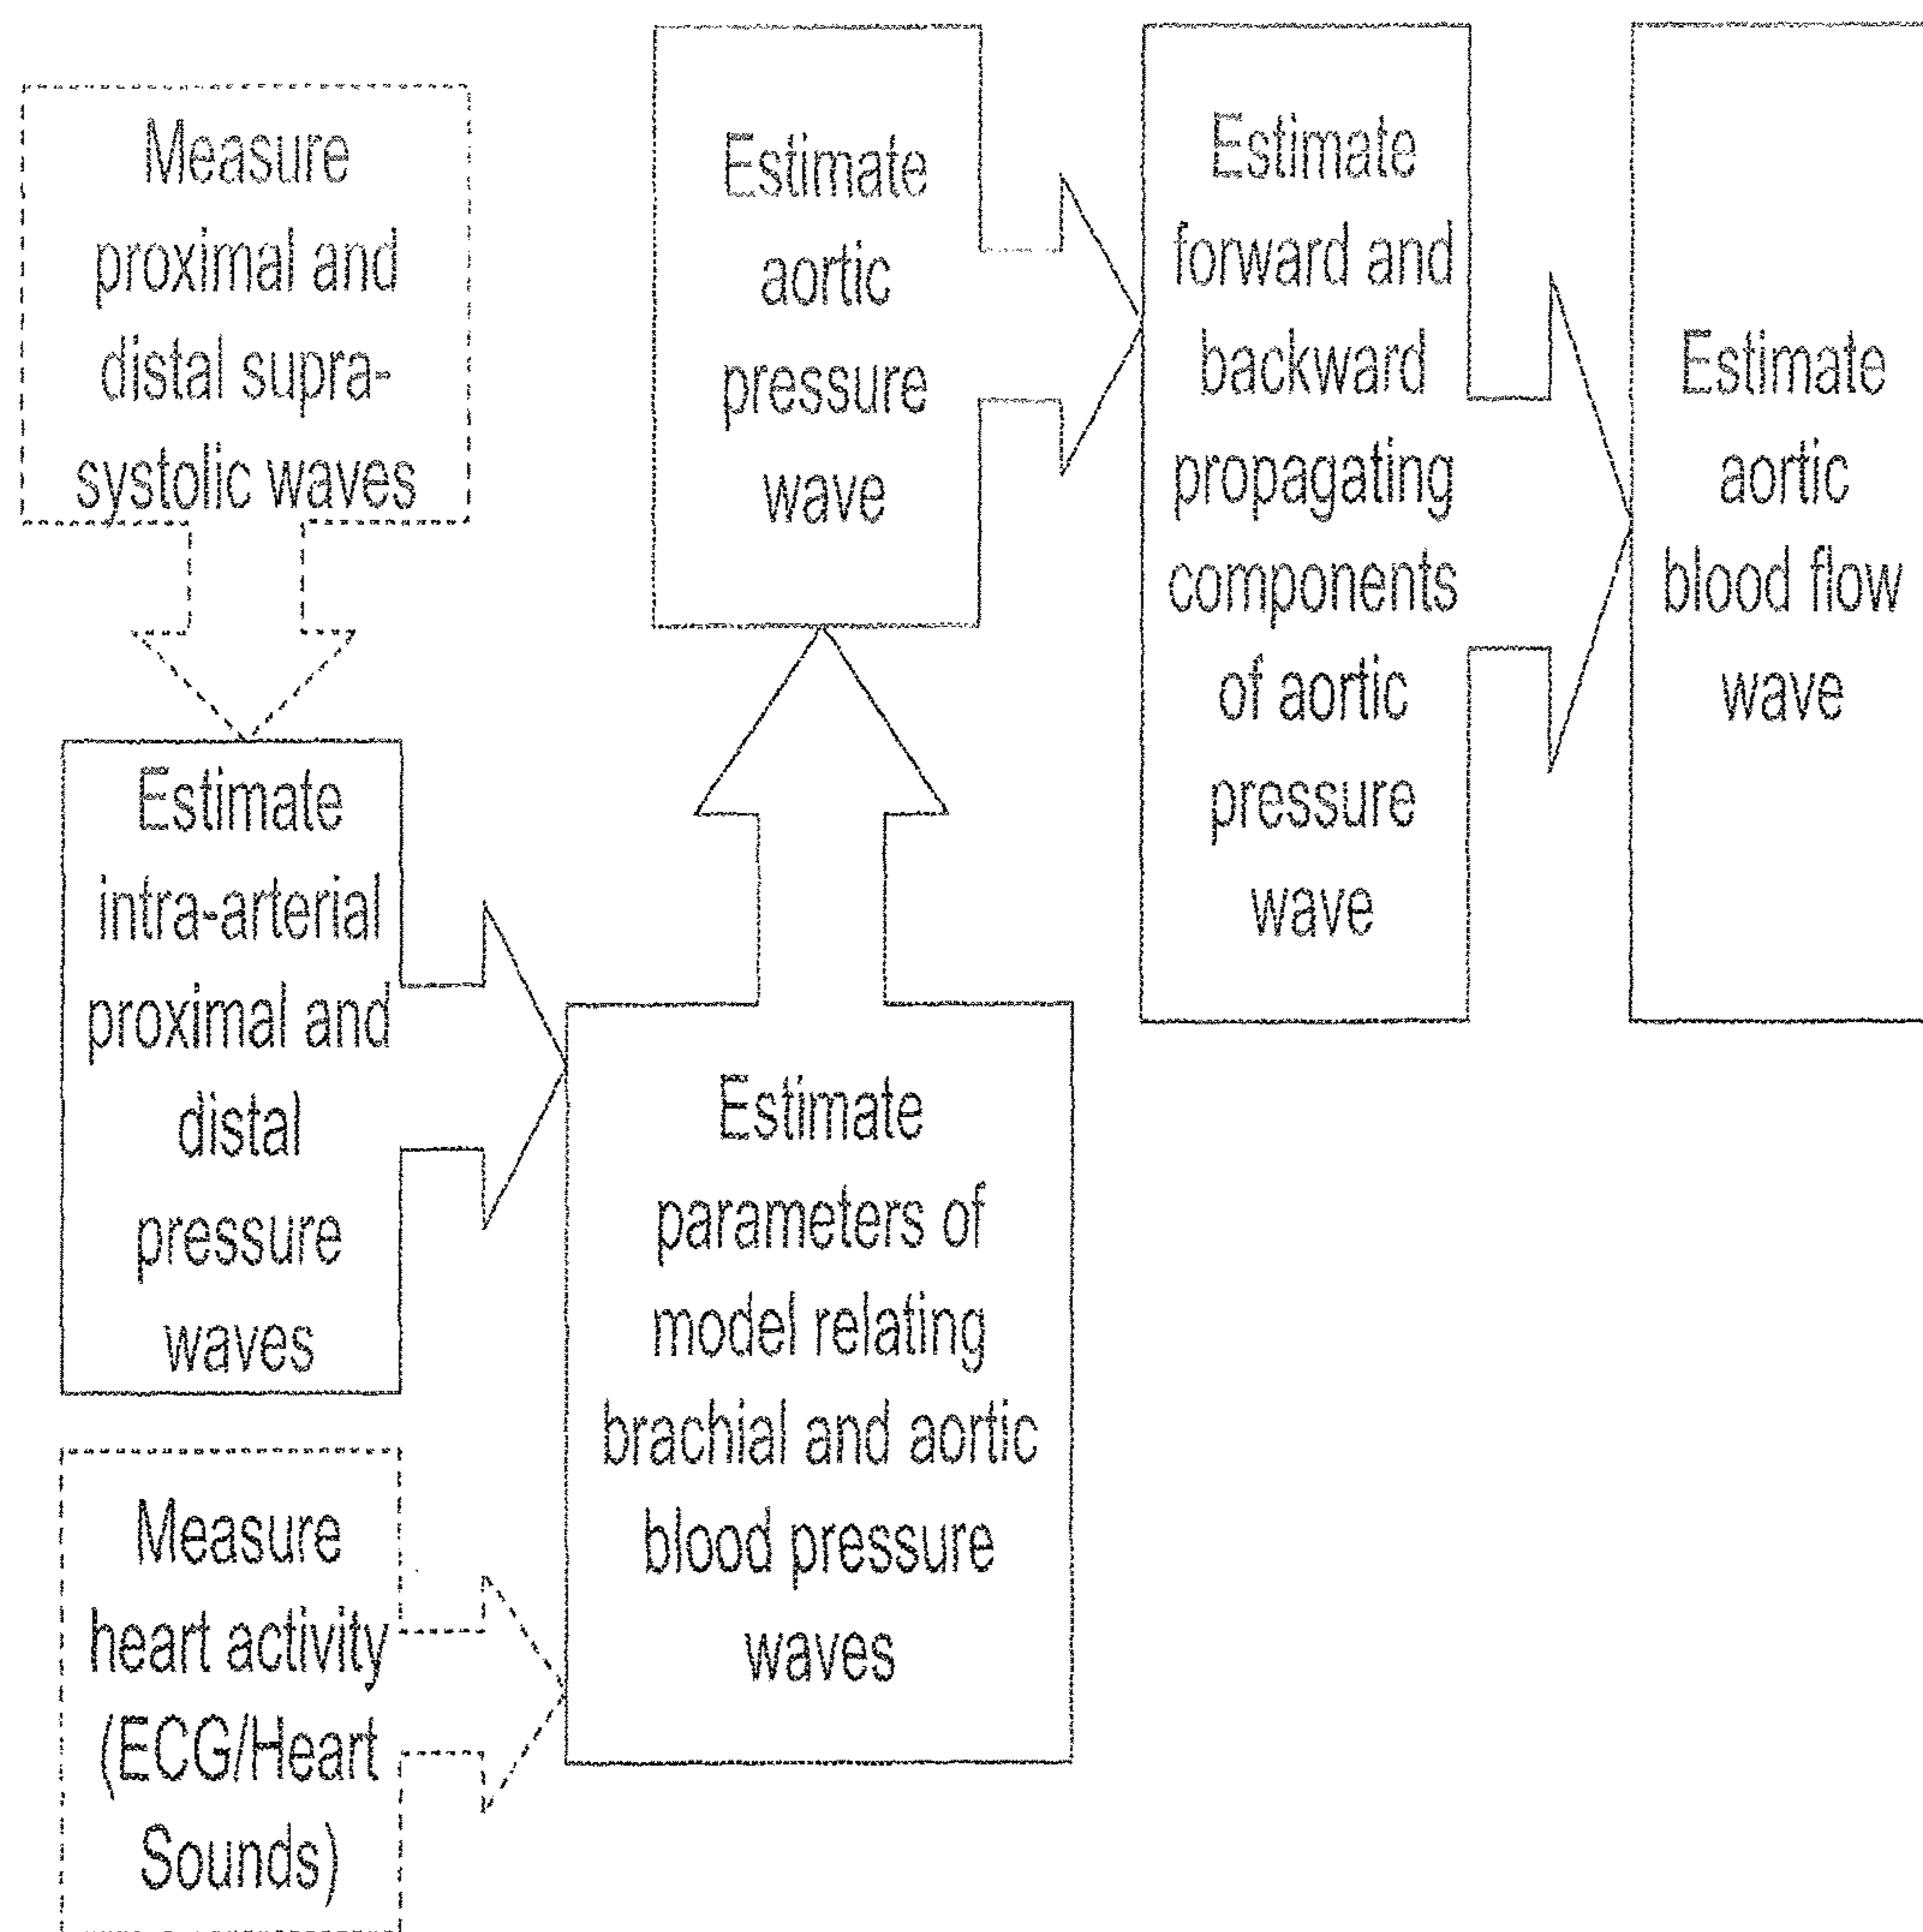 Measure
proximal and
distal supra-
systolic waves
Estimate
intra-arterial
proximal and
distal
pressure
waves
Measure
heart activity
(ECG/Heart
Sounds)
Estimate
parameters of
model relating
brachial and aortic
blood pressure
waves
Estimate
aortic
pressure
wave
Estimate
forward and
backward
propagating
components
of aortic
pressure
wave
Estimate
aortic
blood flow
wave